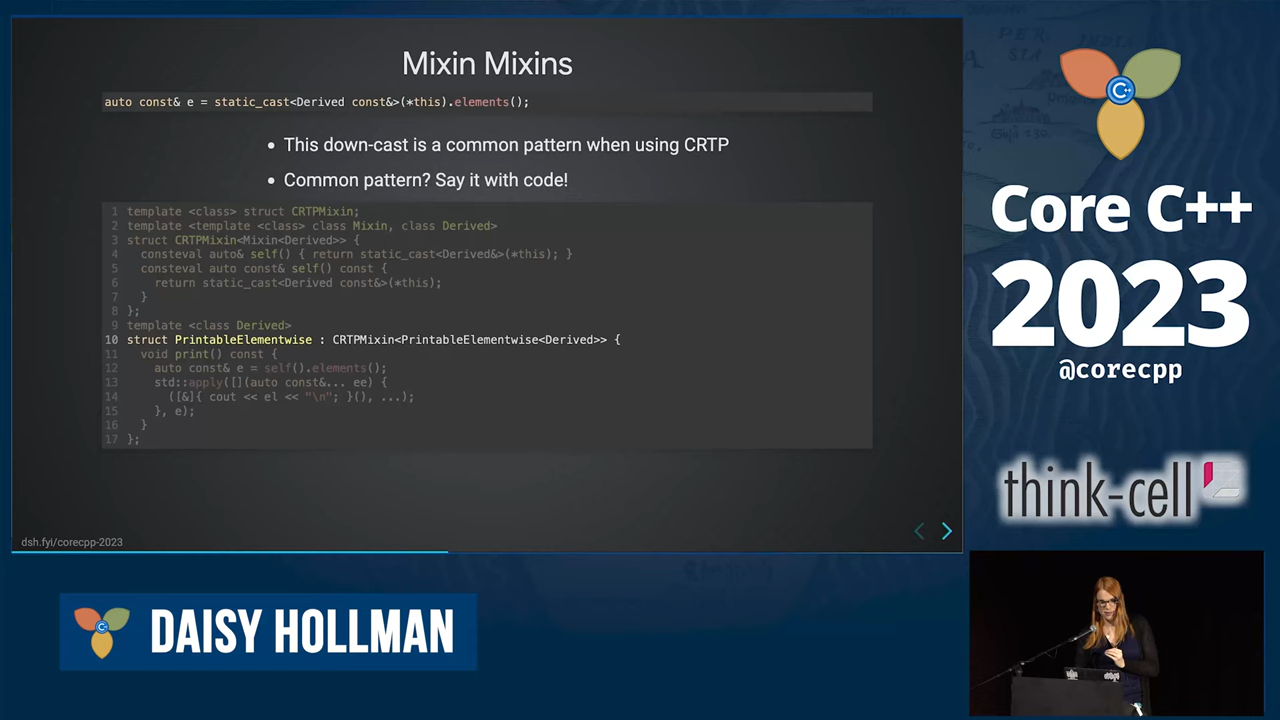 Mixin Mixins
auto const& e = static_cast<Derived const&>(*this).elements();
• This down-cast is a common pattern when using CRTP
• Common pattern? Say it with code!
1 template <class> struct CRTPMixin;
2 template <template <class> class Mixin, class Derived>
3 struct CRTPMixin<Mixin<Derived>> {
4   consteval auto& self() { return static_cast<Derived&>(*this); }
5   consteval auto const& self() const {
6     return static_cast<Derived const&>(*this);
7   }
8 };
9 template <class Derived>
10 struct PrintableElementwise : CRTPMixin<PrintableElementwise<Derived>> {
11   void print() const {
12     auto const& e = self().elements();
13     std::apply([](auto const&... ee) {
14       ([&]{ cout << el << "\n"; }(), ...);
15     }, e);
16   }
17 };
dsh.fyi/corecpp-2023
C++
Core C++
2023
@corecpp
think-cell
C++
DAISY HOLLMAN